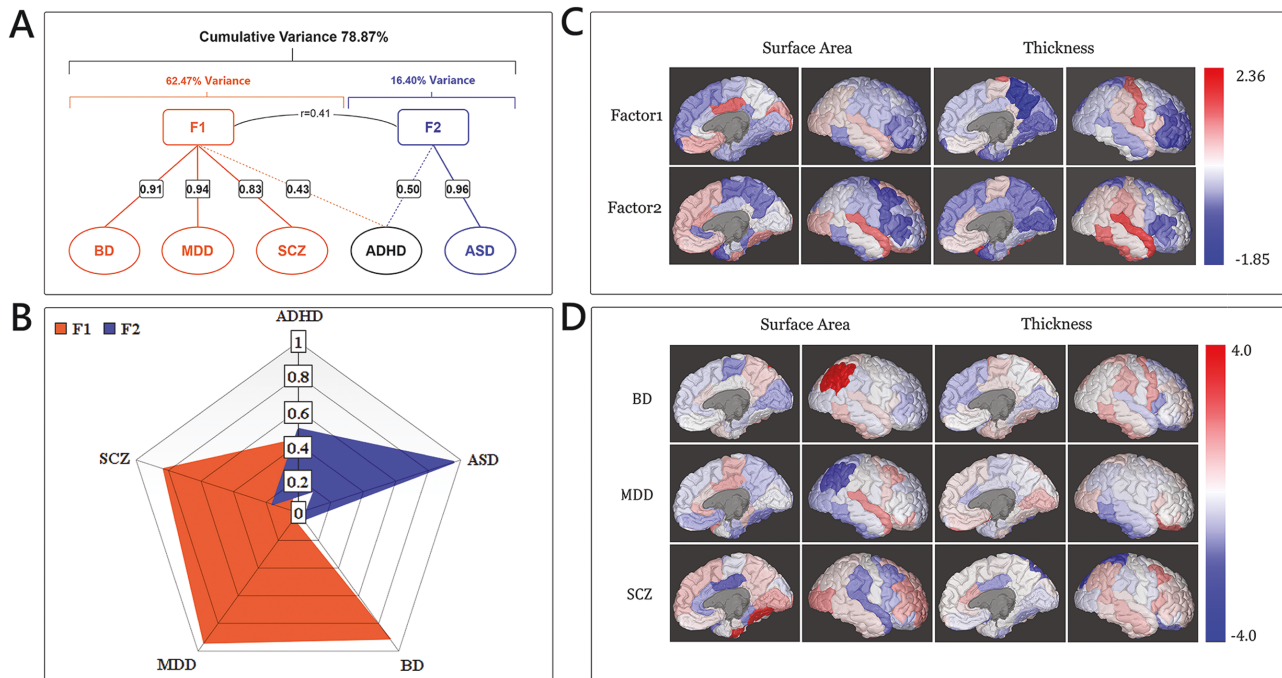 A
Cumulative Variance 78.87%
62.47% Variance
16.40% Variance
F1
r=0.41
F2
0.91
0.94
0.83
0.43
0.50
0.96
BD
MDD
SCZ
ADHD
ASD
B
F1
F2
ADHD
1
0.8
0.6
0.4
0.2
0
SCZ
ASD
MDD
BD
C
Surface Area
Thickness
Factor1
Factor2
2.36
-1.85
D
Surface Area
Thickness
BD
MDD
SCZ
4.0
-4.0